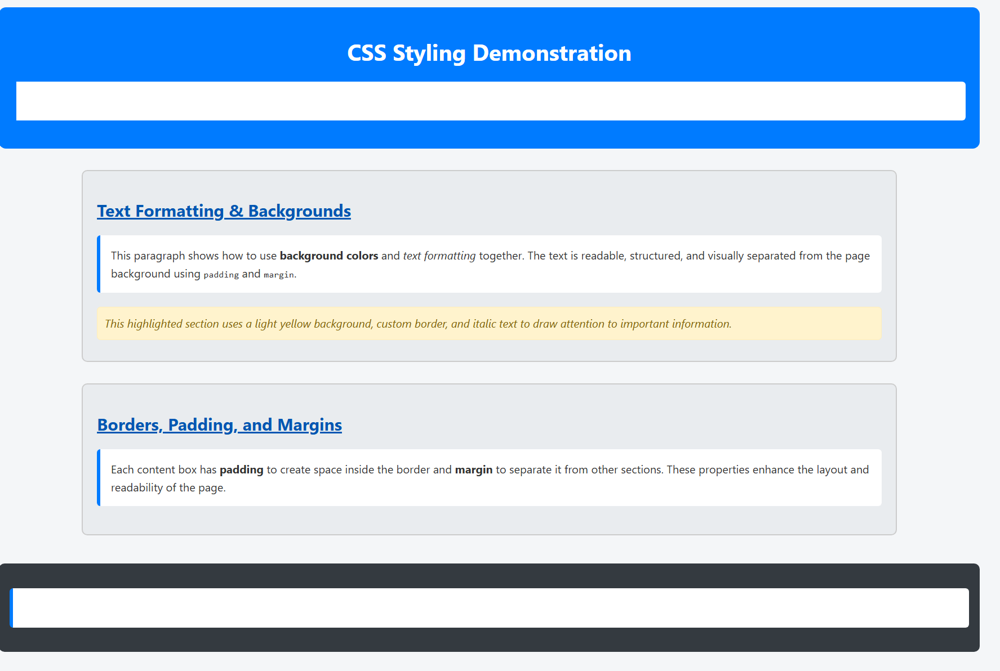 CSS Styling Demonstration
Text Formatting & Backgrounds
This paragraph shows how to use background colors and text formatting together. The text is readable, structured, and visually separated from the page
background using padding and margin.
This highlighted section uses a light yellow background, custom border, and italic text to draw attention to important information.
Borders, Padding, and Margins
Each content box has padding to create space inside the border and margin to separate it from other sections. These properties enhance the layout and
readability of the page.